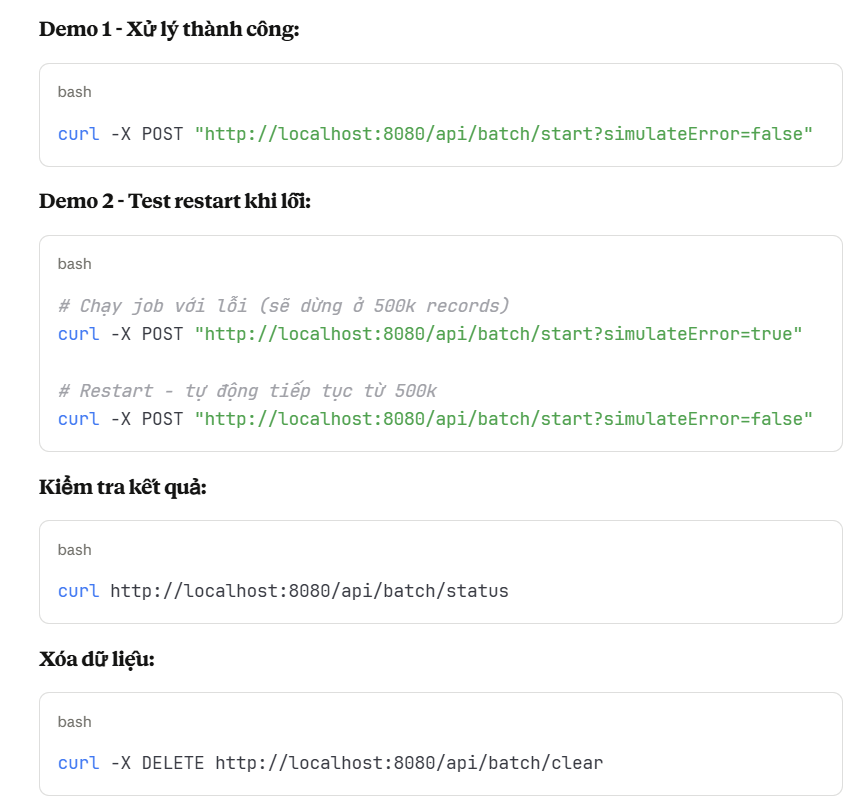 Demo 1 - Xử lý thành công:
bash
curl -X POST "http://localhost:8080/api/batch/start?simulateError=false"
Demo 2 - Test restart khi lỗi:
bash
# Chạy job với lỗi (sẽ dừng ở 500k records)
curl -X POST "http://localhost:8080/api/batch/start?simulateError=true"
# Restart - tự động tiếp tục từ 500k
curl -X POST "http://localhost:8080/api/batch/start?simulateError=false"
Kiểm tra kết quả:
bash
curl http://localhost:8080/api/batch/status
Xóa dữ liệu:
bash
curl -X DELETE http://localhost:8080/api/batch/clear